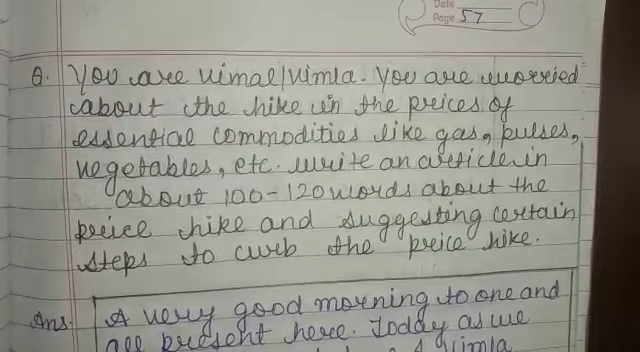 Date
Page 57
Q. You are Vimal/Vimla. You are worried
about the hike in the prices of
essential commodities like gas, pulses,
vegetables, etc. write an article in
about 100-120 words about the
price hike and suggesting certain
steps to curb the price hike.
Ans. A very good morning to one and
all present here. Today as we
Vimla